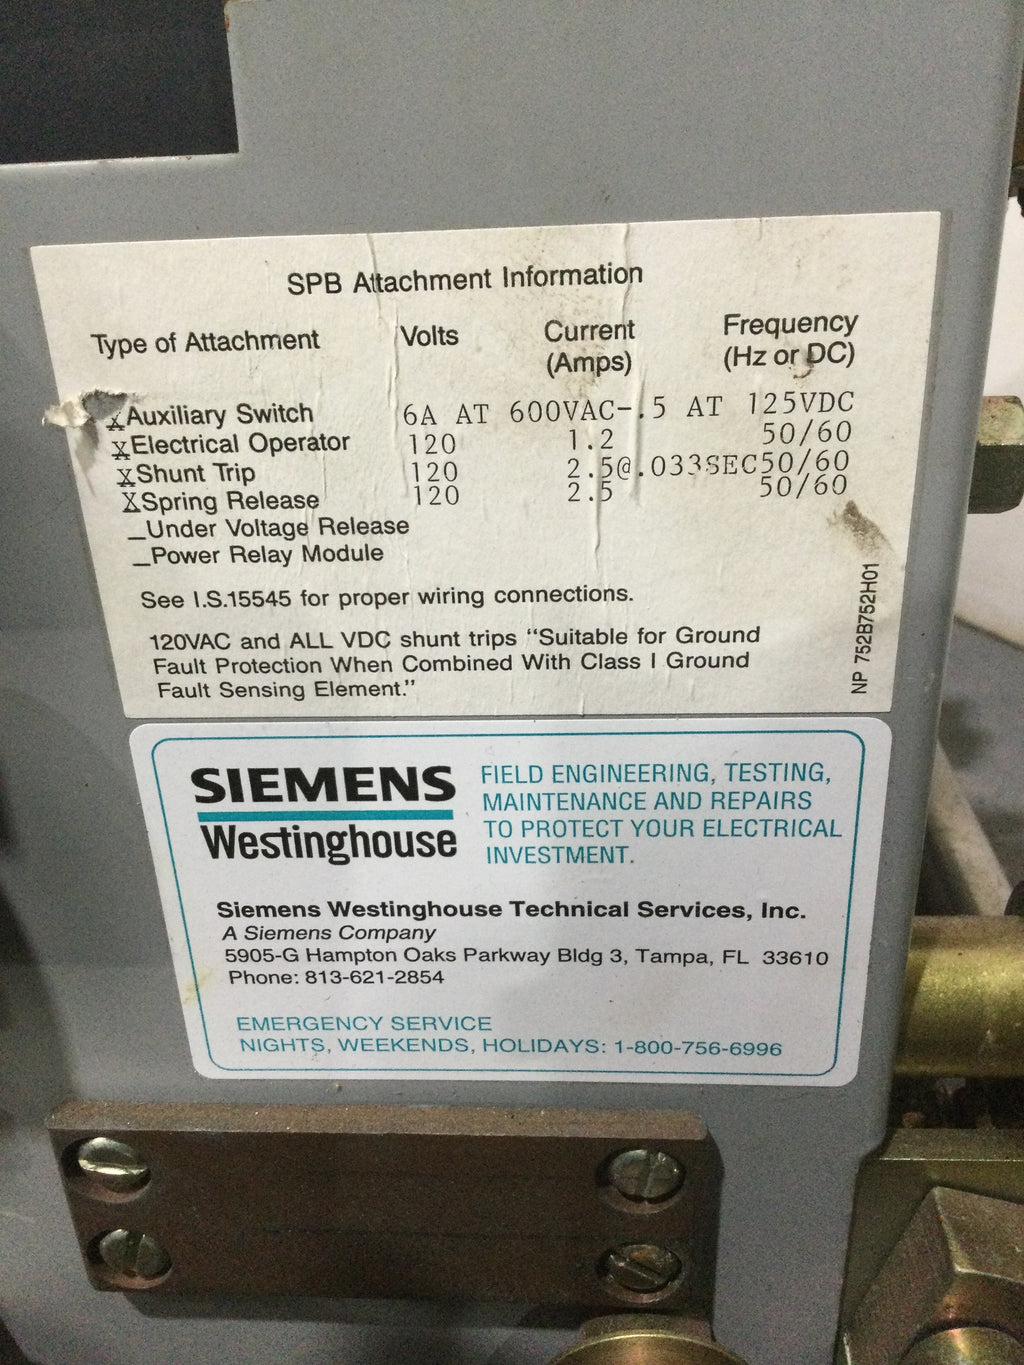 SPB Attachment Information
Type of Attachment Volts Current (Amps) Frequency (Hz or DC)
X Auxiliary Switch 6A AT 600VAC-.5 AT 125VDC
X Electrical Operator 120 1.2 50/60
X Shunt Trip 120 2.5@.033SEC 50/60
X Spring Release 120 2.5 50/60
_Under Voltage Release
_Power Relay Module
See I.S.15545 for proper wiring connections.
120VAC and ALL VDC shunt trips "Suitable for Ground
Fault Protection When Combined With Class I Ground
Fault Sensing Element."
NP 752B752H01
SIEMENS
Westinghouse
FIELD ENGINEERING, TESTING,
MAINTENANCE AND REPAIRS
TO PROTECT YOUR ELECTRICAL
INVESTMENT.
Siemens Westinghouse Technical Services, Inc.
A Siemens Company
5905-G Hampton Oaks Parkway Bldg 3, Tampa, FL 33610
Phone: 813-621-2854
EMERGENCY SERVICE
NIGHTS, WEEKENDS, HOLIDAYS: 1-800-756-6996